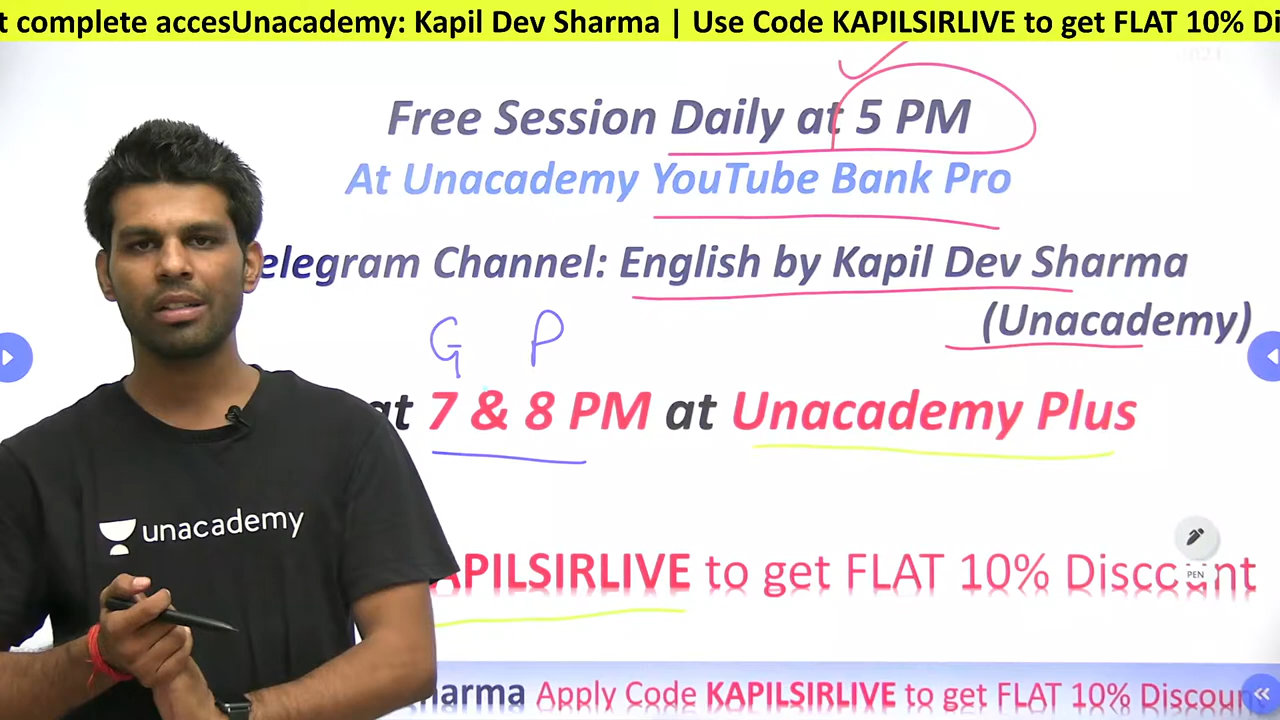 t complete accesUnacademy: Kapil Dev Sharma | Use Code KAPILSIRLIVE to get FLAT 10% Di
Free Session Daily at 5 PM
At Unacademy YouTube Bank Pro
elegram Channel: English by Kapil Dev Sharma
(Unacademy)
G P
at 7 & 8 PM at Unacademy Plus
unacademy
APILSIRLIVE to get FLAT 10% Disccunt
PEN
arma Apply Code KAPILSIRLIVE to get FLAT 10% Discoun